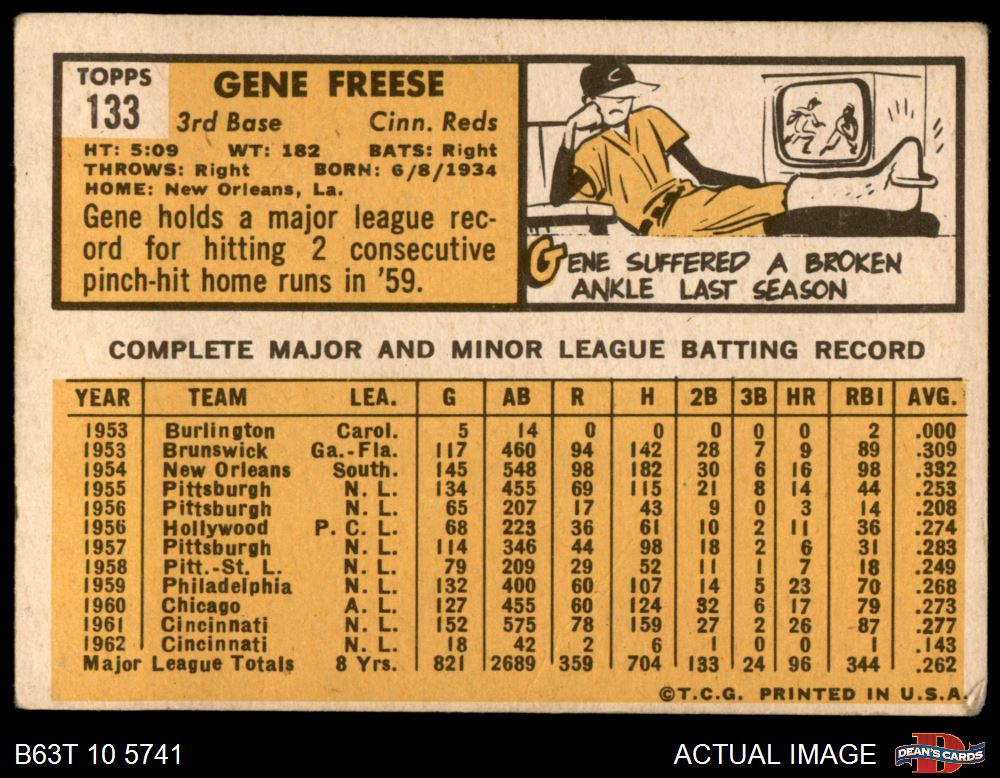 TOPPS
133
GENE FREESE
3rd Base Cinn. Reds
HT: 5:09 WT: 182 BATS: Right
THROWS: Right BORN: 6/8/1934
HOME: New Orleans, La.
Gene holds a major league rec-
ord for hitting 2 consecutive
pinch-hit home runs in '59.
C
GENE SUFFERED A BROKEN
ANKLE LAST SEASON
COMPLETE MAJOR AND MINOR LEAGUE BATTING RECORD
YEAR TEAM LEA. G AB R H 2B 3B HR RBI AVG.
1953 Burlington Carol. 5 14 0 0 0 0 0 2 .000
1953 Brunswick Ga.-Fla. 117 460 94 142 28 7 9 89 .309
1954 New Orleans South. 145 548 98 182 30 6 16 98 .332
1955 Pittsburgh N. L. 134 455 69 115 21 8 14 44 .253
1956 Pittsburgh N. L. 65 207 17 43 9 0 3 14 .208
1956 Hollywood P. C. L. 68 223 36 61 10 2 11 36 .274
1957 Pittsburgh N. L. 114 346 44 98 18 2 6 31 .283
1958 Pitt.-St. L. N. L. 79 209 29 52 11 1 7 18 .249
1959 Philadelphia N. L. 132 400 60 107 14 5 23 70 .268
1960 Chicago A. L. 127 455 60 124 32 6 17 79 .273
1961 Cincinnati N. L. 152 575 78 159 27 2 26 87 .277
1962 Cincinnati N. L. 18 42 2 6 1 0 0 1 .143
Major League Totals 8 Yrs. 821 2689 359 704 133 24 96 344 .262
©T.C.G. PRINTED IN U.S.A.
B63T 10 5741 ACTUAL IMAGE
DEAN'S CARDS